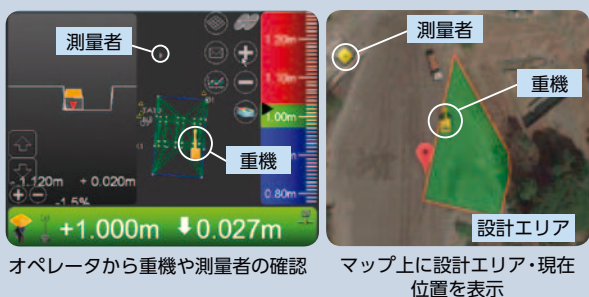 測量者
1.20m
1.10m
1.00m
0.80m
重機
- 1.120m + 0.020m
-1.5%
+1.000m 0.027m
オペレータから重機や測量者の確認
測量者
重機
設計エリア
マップ上に設計エリア・現在
位置を表示